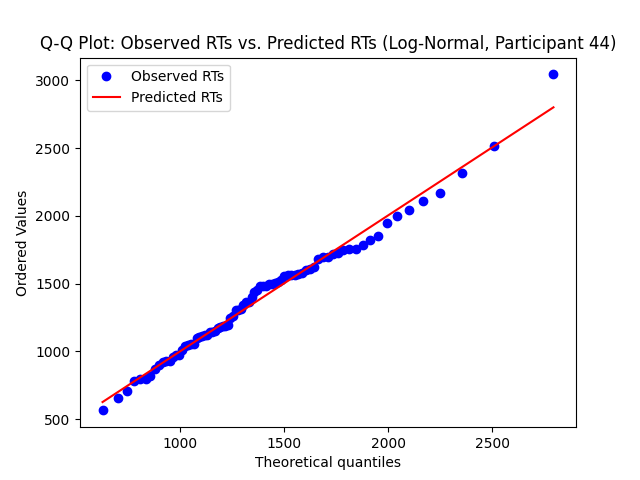 Q-Q Plot: Observed RTs vs. Predicted RTs (Log-Normal, Participant 44)
Observed RTs
Predicted RTs
Ordered Values
3000
2500
2000
1500
1000
500
1000 1500 2000 2500
Theoretical quantiles